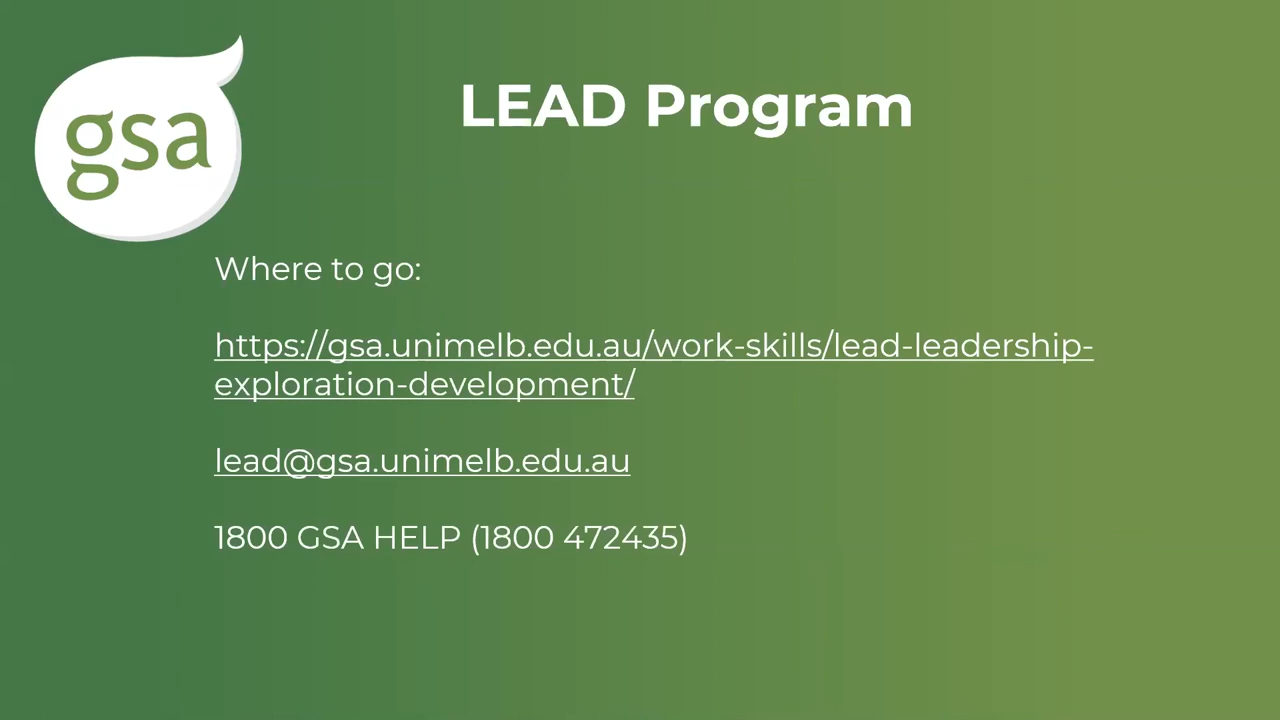 gsa
LEAD Program
Where to go:
https://gsa.unimelb.edu.au/work-skills/lead-leadership-
exploration-development/
lead@gsa.unimelb.edu.au
1800 GSA HELP (1800 472435)